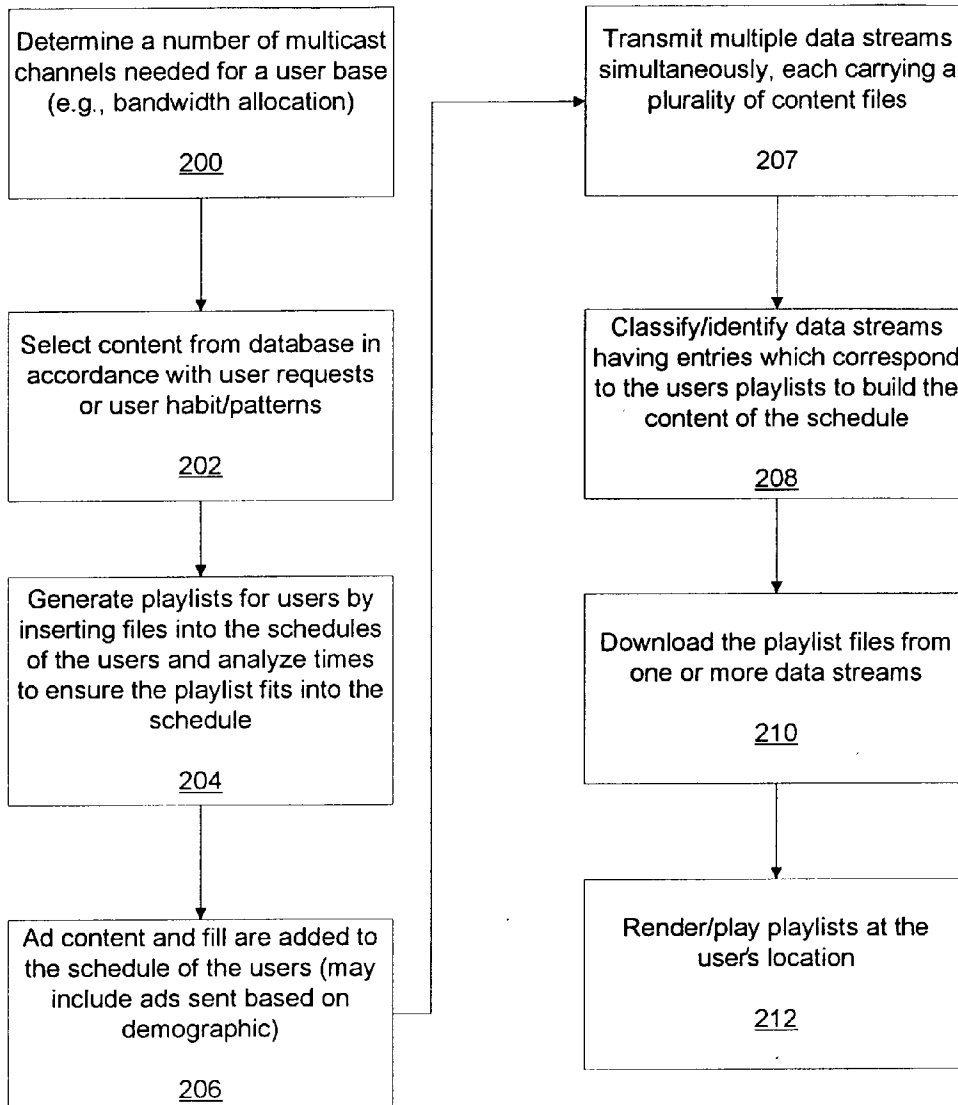 Determine a number of multicast
channels needed for a user base
(e.g., bandwidth allocation)
200
Select content from database in
accordance with user requests
or user habit/patterns
202
Generate playlists for users by
inserting files into the schedules
of the users and analyze times
to ensure the playlist fits into the
schedule
204
Ad content and fill are added to
the schedule of the users (may
include ads sent based on
demographic)
206
Transmit multiple data streams
simultaneously, each carrying a
plurality of content files
207
Classify/identify data streams
having entries which correspond
to the users playlists to build the
content of the schedule
208
Download the playlist files from
one or more data streams
210
Render/play playlists at the
user's location
212